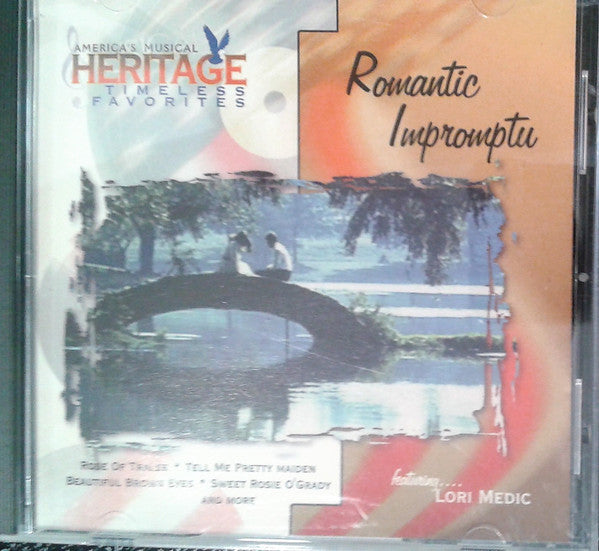 AMERICA'S MUSICAL
HERITAGE
TIMELESS
FAVORITES
Romantic
Impromptu
ROSE OF TRALEE * TELL ME PRETTY MAIDEN
BEAUTIFUL BROWN EYES * SWEET ROSIE O'GRADY
AND MORE
featuring....
LORI MEDIC